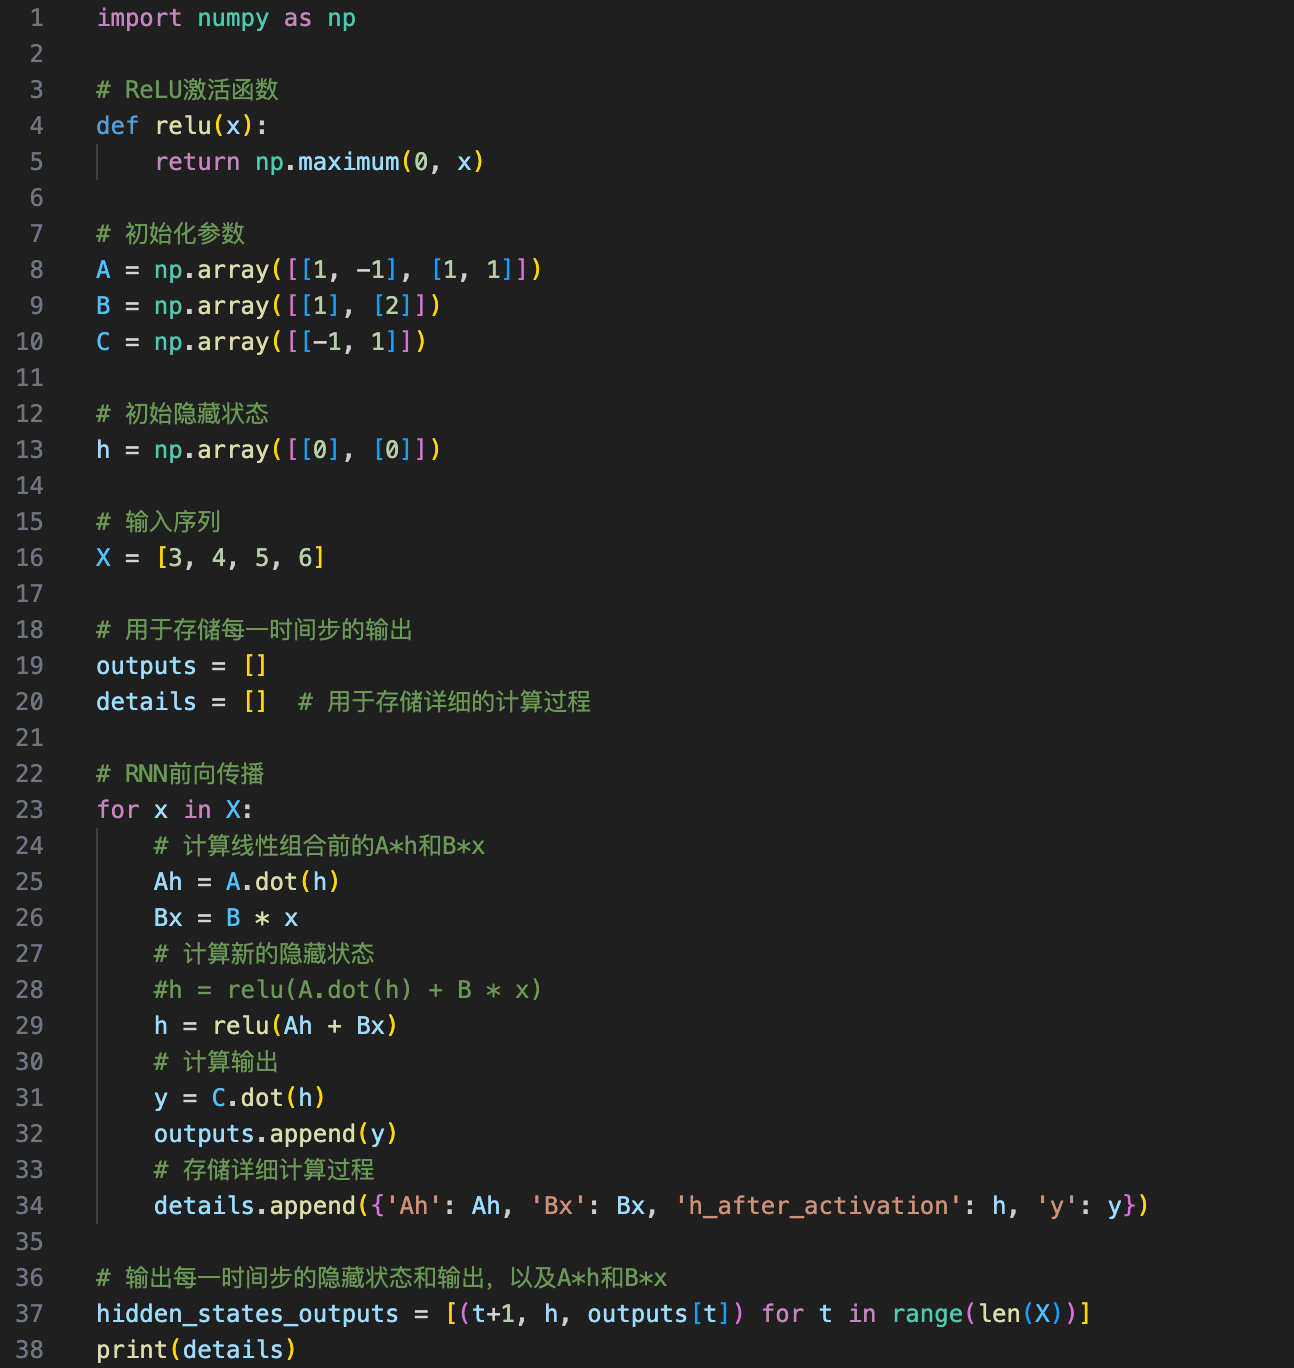 1 import numpy as np
2
3 # ReLU激活函数
4 def relu(x):
5     return np.maximum(0, x)
6
7 # 初始化参数
8 A = np.array([[1, -1], [1, 1]])
9 B = np.array([[1], [2]])
10 C = np.array([[-1, 1]])
11
12 # 初始隐藏状态
13 h = np.array([[0], [0]])
14
15 # 输入序列
16 X = [3, 4, 5, 6]
17
18 # 用于存储每一时间步的输出
19 outputs = []
20 details = []  # 用于存储详细的计算过程
21
22 # RNN前向传播
23 for x in X:
24     # 计算线性组合前的A*h和B*x
25     Ah = A.dot(h)
26     Bx = B * x
27     # 计算新的隐藏状态
28     #h = relu(A.dot(h) + B * x)
29     h = relu(Ah + Bx)
30     # 计算输出
31     y = C.dot(h)
32     outputs.append(y)
33     # 存储详细计算过程
34     details.append({'Ah': Ah, 'Bx': Bx, 'h_after_activation': h, 'y': y})
35
36 # 输出每一时间步的隐藏状态和输出，以及A*h和B*x
37 hidden_states_outputs = [(t+1, h, outputs[t]) for t in range(len(X))]
38 print(details)